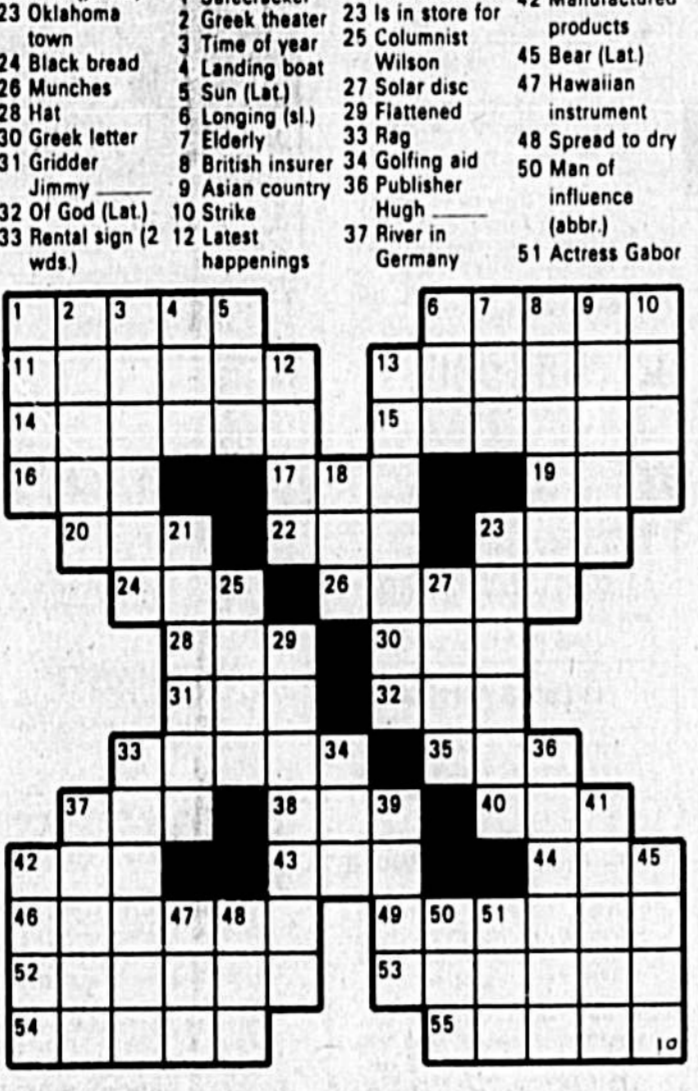 23 Oklahoma
town
24 Black bread
26 Munches
28 Hat
30 Greek letter
31 Gridder
Jimmy ______
32 Of God (Lat.)
33 Rental sign (2
wds.)
1 Safecracker
2 Greek theater
3 Time of year
4 Landing boat
5 Sun (Lat.)
6 Longing (sl.)
7 Elderly
8 British insurer
9 Asian country
10 Strike
12 Latest
happenings
23 Is in store for
25 Columnist
Wilson
27 Solar disc
29 Flattened
33 Rag
34 Golfing aid
36 Publisher
Hugh ______
37 River in
Germany
42 Manufactured
products
45 Bear (Lat.)
47 Hawaiian
instrument
48 Spread to dry
50 Man of
influence
(abbr.)
51 Actress Gabor
1 2 3 4 5 6 7 8 9 10
11 12 13
14 15
16 17 18 19
20 21 22 23
24 25 26 27
28 29 30
31 32
33 34 35 36
37 38 39 40 41
42 43 44 45
46 47 48 49 50 51
52 53
54 55
10